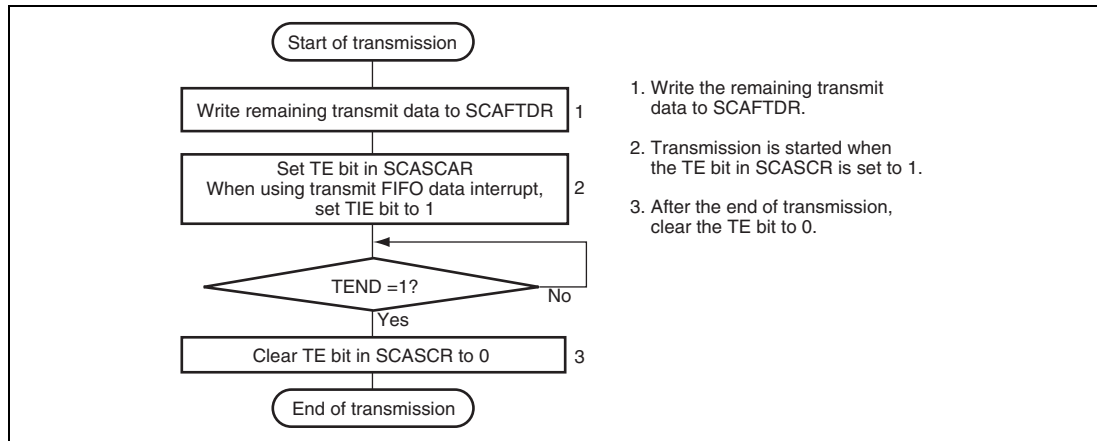 Start of transmission
Write remaining transmit data to SCAFTDR
1
Set TE bit in SCASCAR
When using transmit FIFO data interrupt,
set TIE bit to 1
2
TEND =1?
No
Yes
Clear TE bit in SCASCR to 0
3
End of transmission
1. Write the remaining transmit
data to SCAFTDR.
2. Transmission is started when
the TE bit in SCASCR is set to 1.
3. After the end of transmission,
clear the TE bit to 0.